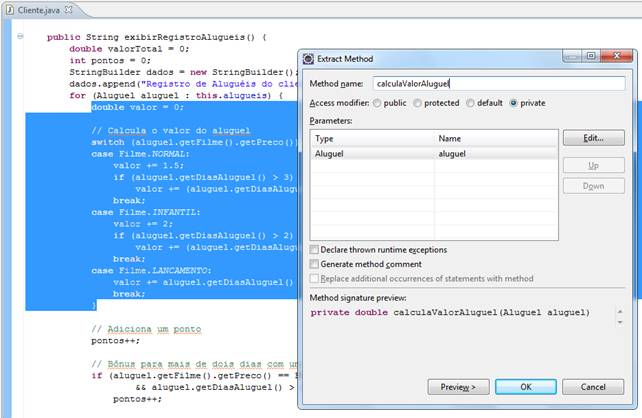 Cliente.java
public String exibirRegistroAlugueis() {
double valorTotal = 0;
int pontos = 0;
StringBuilder dados = new StringBuilder();
dados.append("Registro de Aluguéis do clie
for (Aluguel aluguel : this.alugueis) {
double valor = 0;
// Calcula o valor do aluguel
switch (aluguel.getFilme().getPreco())
case Filme.NORMAL:
valor += 1.5;
if (aluguel.getDiasAluguel() > 3)
valor += (aluguel.getDiasAluguel()
break;
case Filme.INFANTIL:
valor += 2;
if (aluguel.getDiasAluguel() > 2)
valor += (aluguel.getDiasAluguel()
break;
case Filme.LANCAMENTO:
valor += aluguel.getDiasAluguel()
break;
}
// Adiciona um ponto
pontos++;
// Bônus para mais de dois dias com um
if (aluguel.getFilme().getPreco() ==
&& aluguel.getDiasAluguel() >
pontos++;
Extract Method
Method name: calculaValorAluguel
Access modifier: public protected default private
Parameters:
Type Name
Aluguel aluguel
Edit...
Up
Down
Declare thrown runtime exceptions
Generate method comment
Replace additional occurrences of statements with method
Method signature preview:
private double calculaValorAluguel(Aluguel aluguel)
Preview > OK Cancel